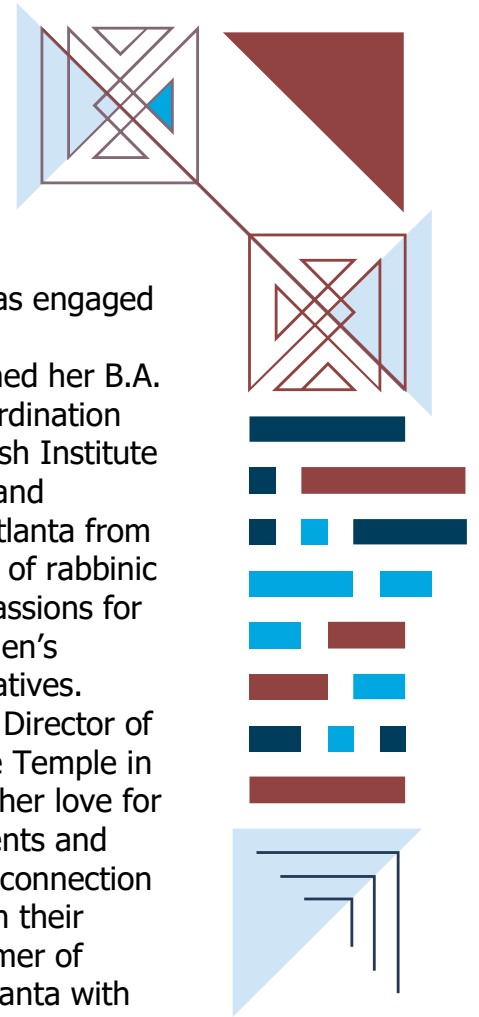 as engaged
ed her B.A.
rdination
sh Institute
and
tlanta from
of rabbinic
assions for
en's
atives.
Director of
e Temple in
her love for
ents and
connection
n their
mer of
anta with